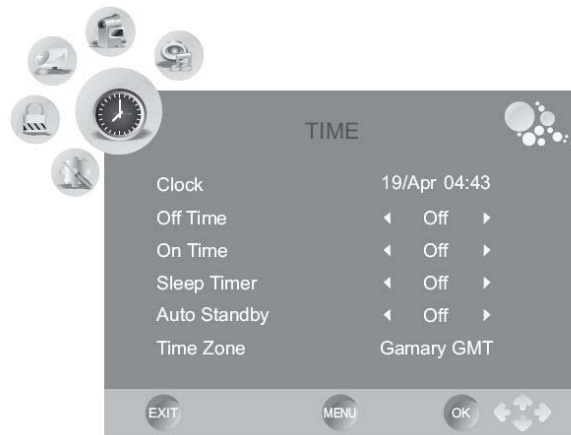 TIME
Clock 19/Apr 04:43
Off Time Off
On Time Off
Sleep Timer Off
Auto Standby Off
Time Zone Gamary GMT
EXIT MENU OK